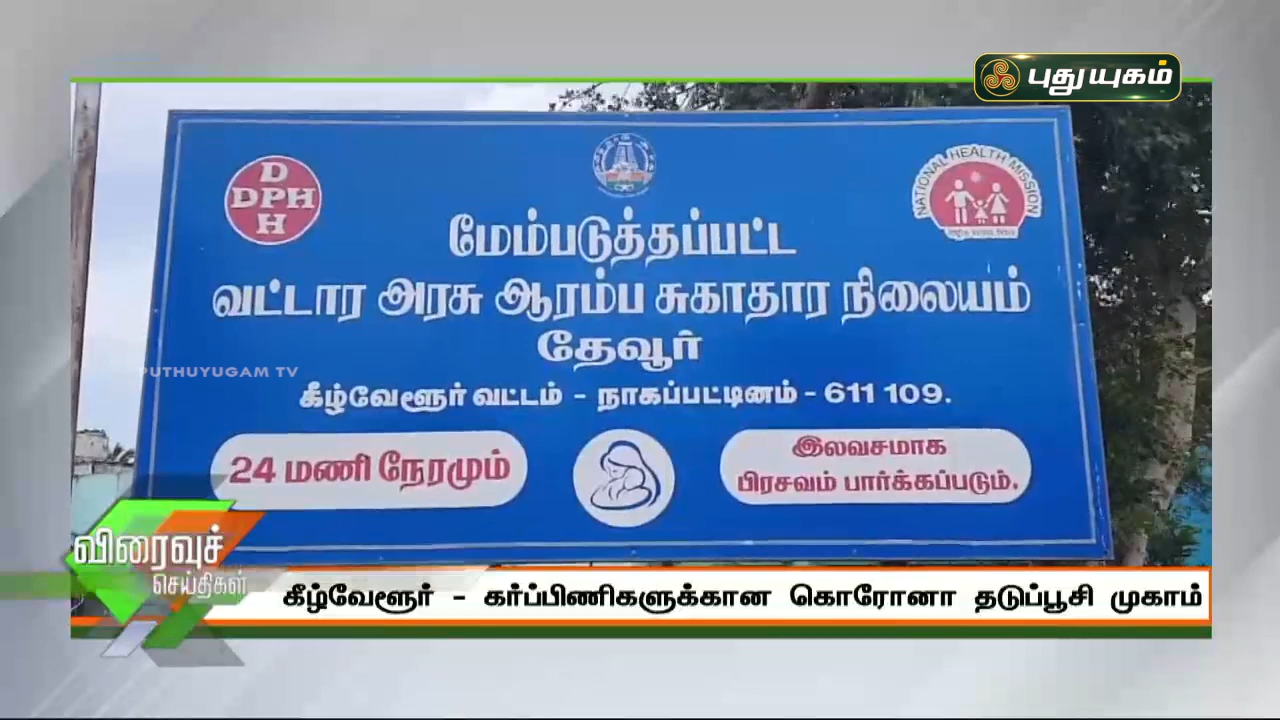 புதுயுகம்
D
DPH
H
NATIONAL HEALTH MISSION
மேம்படுத்தப்பட்ட
வட்டார அரசு ஆரம்ப சுகாதார நிலையம்
தேவூர்
PUTHUYUGAM TV
கீழ்வேளூர் வட்டம் - நாகப்பட்டினம் - 611 109.
24 மணி நேரமும்
இலவசமாக
பிரசவம் பார்க்கப்படும்.
விரைவுச்
செய்திகள்
கீழ்வேளூர் - கர்ப்பிணிகளுக்கான கொரோனா தடுப்பூசி முகாம்